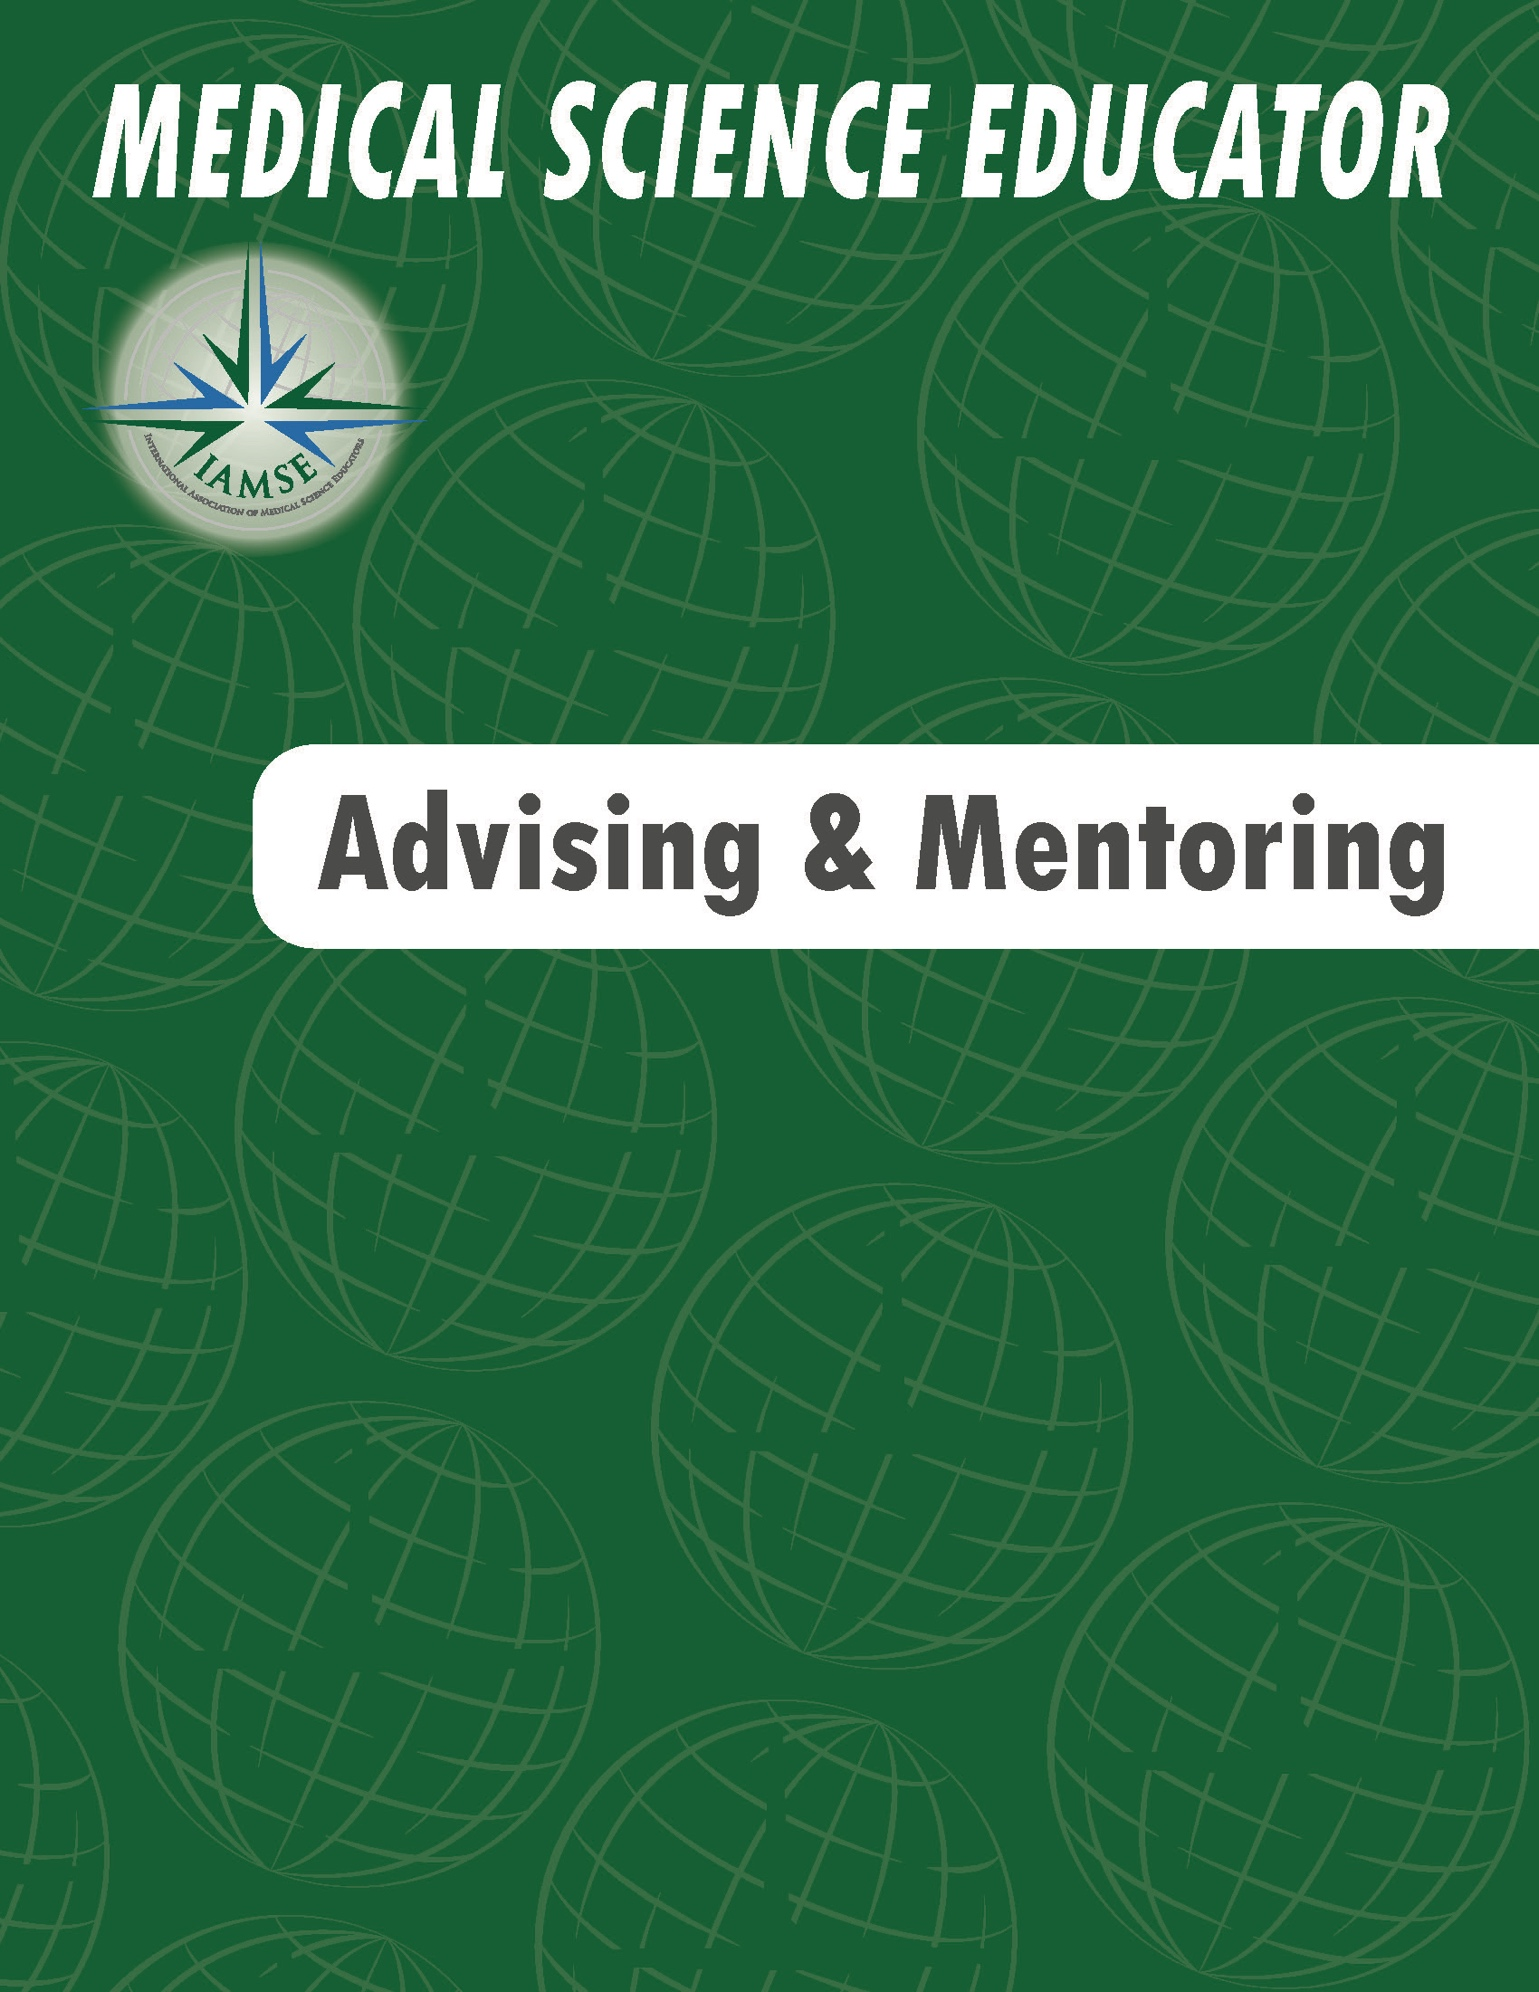 MEDICAL SCIENCE EDUCATOR
IAMSE
INTERNATIONAL ASSOCIATION OF MEDICAL SCIENCE EDUCATORS
Advising & Mentoring